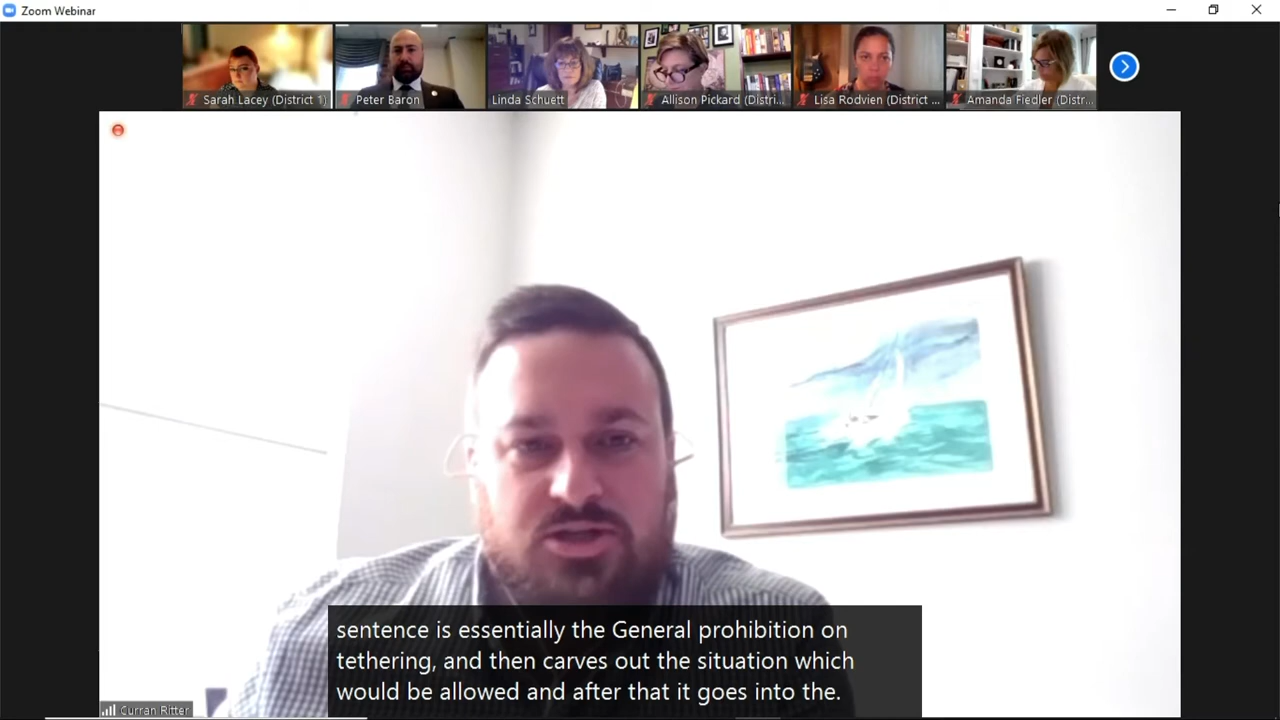 Zoom Webinar
Sarah Lacey (District 1)
Peter Baron
Linda Schuett
Allison Pickard (Distri...
Lisa Rodvien (District ...
Amanda Fiedler (Distr...
sentence is essentially the General prohibition on
tethering, and then carves out the situation which
would be allowed and after that it goes into the.
Curran Ritter